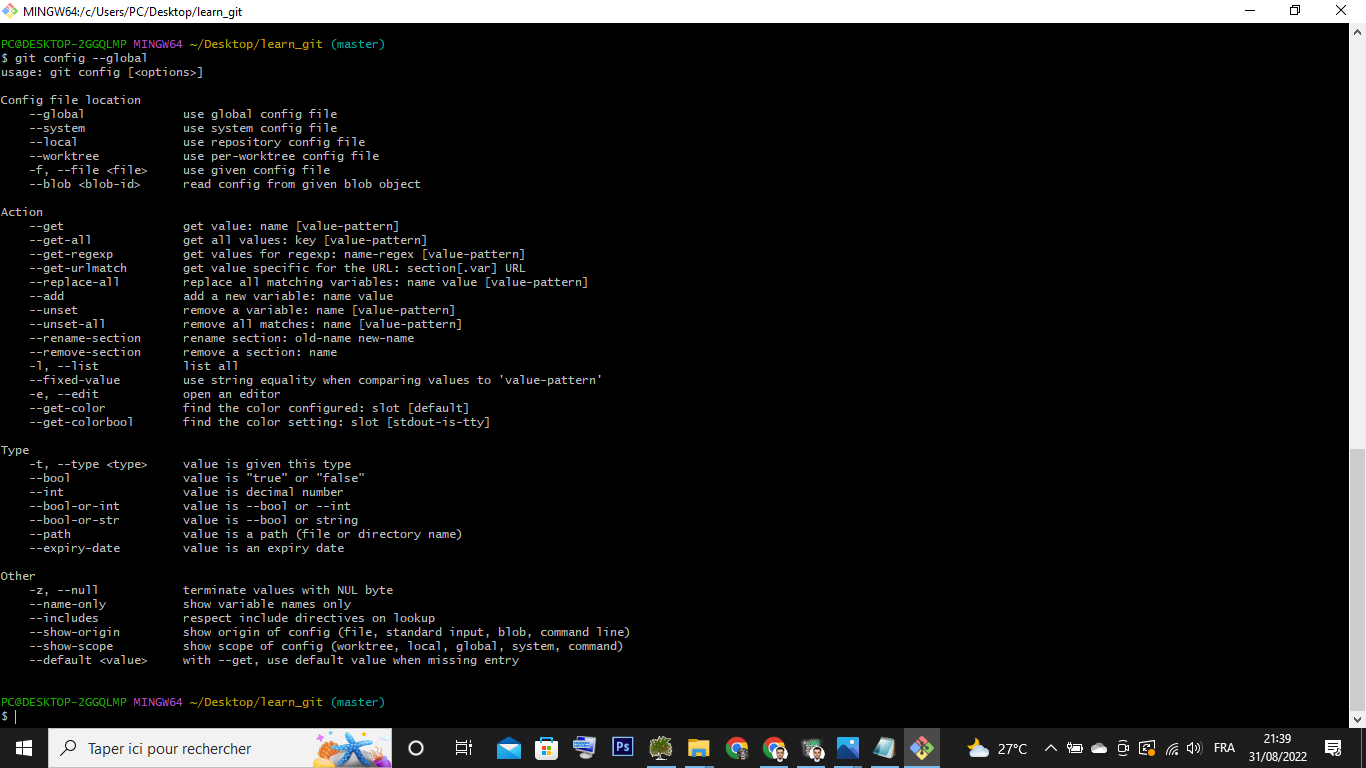 MINGW64:/c/Users/PC/Desktop/learn_git
PC@DESKTOP-2GGQLMP MINGW64 ~/Desktop/learn_git (master)
$ git config --global
usage: git config [<options>]
Config file location
--global use global config file
--system use system config file
--local use repository config file
--worktree use per-worktree config file
-f, --file <file> use given config file
--blob <blob-id> read config from given blob object
Action
--get get value: name [value-pattern]
--get-all get all values: key [value-pattern]
--get-regexp get values for regexp: name-regex [value-pattern]
--get-urlmatch get value specific for the URL: section[.var] URL
--replace-all replace all matching variables: name value [value-pattern]
--add add a new variable: name value
--unset remove a variable: name [value-pattern]
--unset-all remove all matches: name [value-pattern]
--rename-section rename section: old-name new-name
--remove-section remove a section: name
-l, --list list all
--fixed-value use string equality when comparing values to 'value-pattern'
-e, --edit open an editor
--get-color find the color configured: slot [default]
--get-colorbool find the color setting: slot [stdout-is-tty]
Type
-t, --type <type> value is given this type
--bool value is "true" or "false"
--int value is decimal number
--bool-or-int value is --bool or --int
--bool-or-str value is --bool or string
--path value is a path (file or directory name)
--expiry-date value is an expiry date
Other
-z, --null terminate values with NUL byte
--name-only show variable names only
--includes respect include directives on lookup
--show-origin show origin of config (file, standard input, blob, command line)
--show-scope show scope of config (worktree, local, global, system, command)
--default <value> with --get, use default value when missing entry
PC@DESKTOP-2GGQLMP MINGW64 ~/Desktop/learn_git (master)
$
Taper ici pour rechercher
Ps
27°C
FRA
21:39
31/08/2022